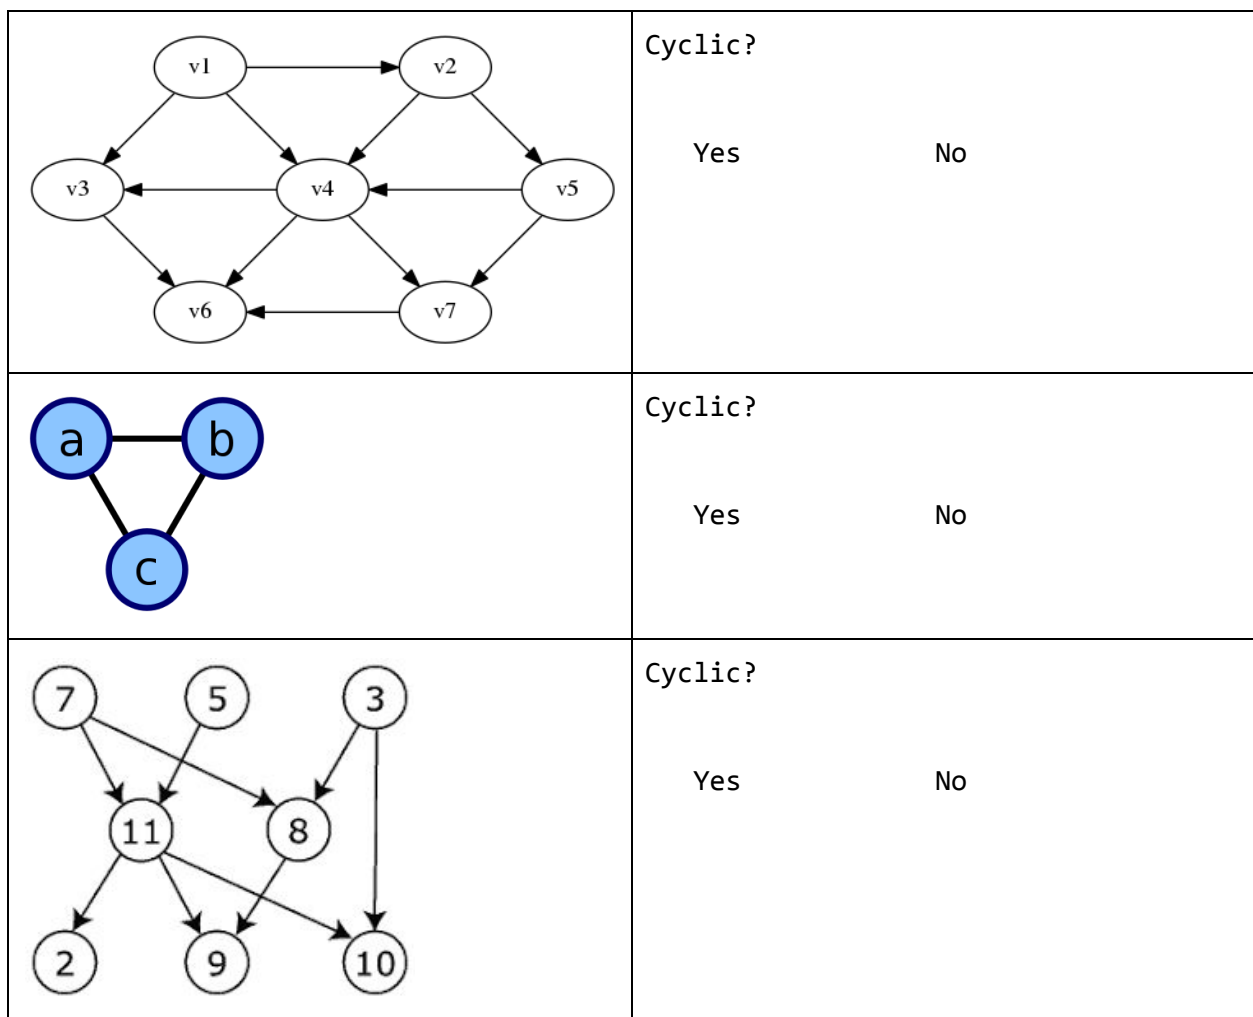 v1 v2
v3 v4 v5
v6 v7
Cyclic?
Yes No
a b
c
Cyclic?
Yes No
7 5 3
11 8
2 9 10
Cyclic?
Yes No